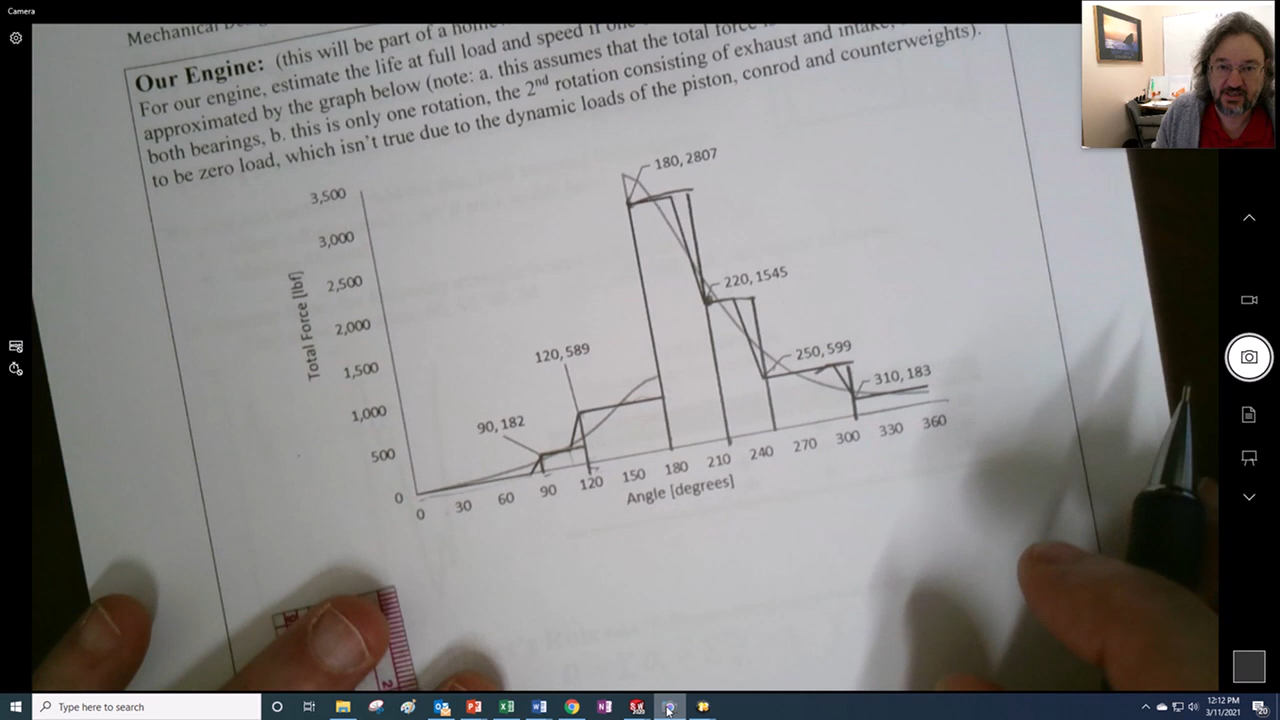 Camera
Mechanical
Our Engine: (this will be part of a
For our engine, estimate the life at full load and speed if one
approximated by the graph below (note: a. this assumes that the total force is
both bearings, b. this is only one rotation, the 2nd rotation consisting of exhaust and intake,
to be zero load, which isn't true due to the dynamic loads of the piston, conrod and counterweights).
180, 2807
3,500
3,000
220, 1545
2,500
Total Force [lbf]
2,000
120, 589
250, 599
1,500
310, 183
1,000
90, 182
500
0
0 30 60 90 120 150 180 210 240 270 300 330 360
Angle [degrees]
Type here to search
12:12 PM
3/11/2021
20